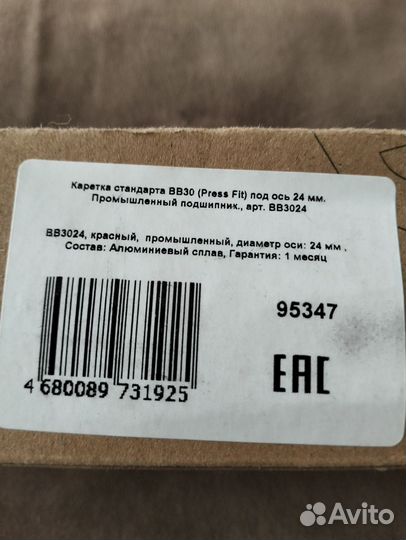 Каретка стандарта BB30 (Press Fit) под ось 24 мм.
Промышленный подшипник., арт. BB3024
BB3024, красный, промышленный, диаметр оси: 24 мм .
Состав: Алюминиевый сплав, Гарантия: 1 месяц
95347
4 680089 731925
EAC
Avito